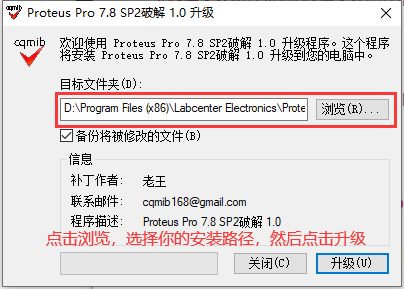 Proteus Pro 7.8 SP2破解 1.0 升级
cqmib
欢迎使用 Proteus Pro 7.8 SP2破解 1.0 升级程序。这个程序
将安装 Proteus Pro 7.8 SP2破解 1.0 升级到您的电脑中。
目标文件夹(D):
D:\Program Files (x86)\Labcenter Electronics\Prote
浏览(R)...
备份将被修改的文件(B)
信息
补丁作者: 老王
联系邮件: cqmib168@gmail.com
程序描述: Proteus Pro 7.8 SP2破解 1.0
点击浏览，选择你的安装路径，然后点击升级
关闭(C) 升级(U)